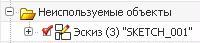 Неиспользуемые объекты
Эскиз (3) "SKETCH_001"